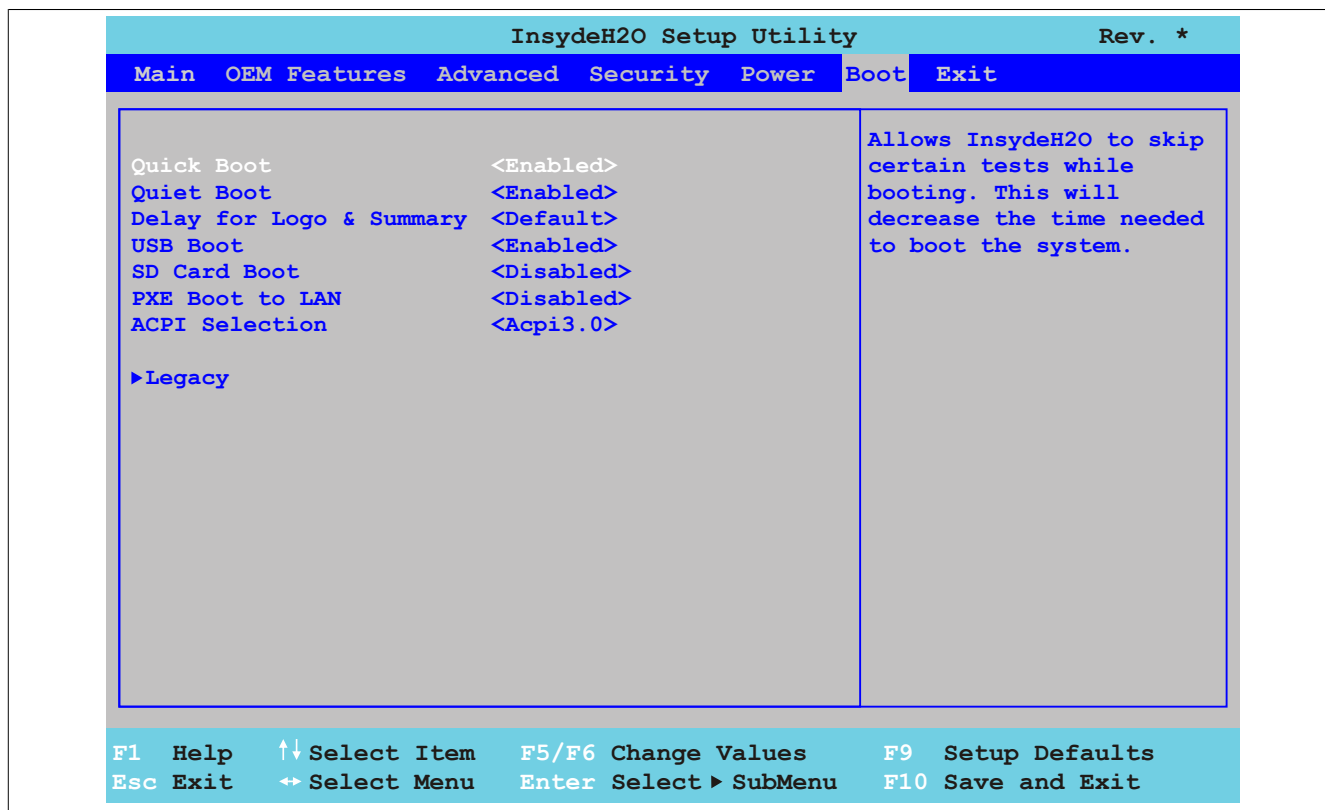 InsydeH2O Setup Utility Rev. *
Main OEM Features Advanced Security Power Boot Exit
Quick Boot <Enabled>
Quiet Boot <Enabled>
Delay for Logo & Summary <Default>
USB Boot <Enabled>
SD Card Boot <Disabled>
PXE Boot to LAN <Disabled>
ACPI Selection <Acpi3.0>
▶Legacy
Allows InsydeH2O to skip
certain tests while
booting. This will
decrease the time needed
to boot the system.
F1 Help ↑↓ Select Item F5/F6 Change Values F9 Setup Defaults
Esc Exit ↔ Select Menu Enter Select ▶ SubMenu F10 Save and Exit